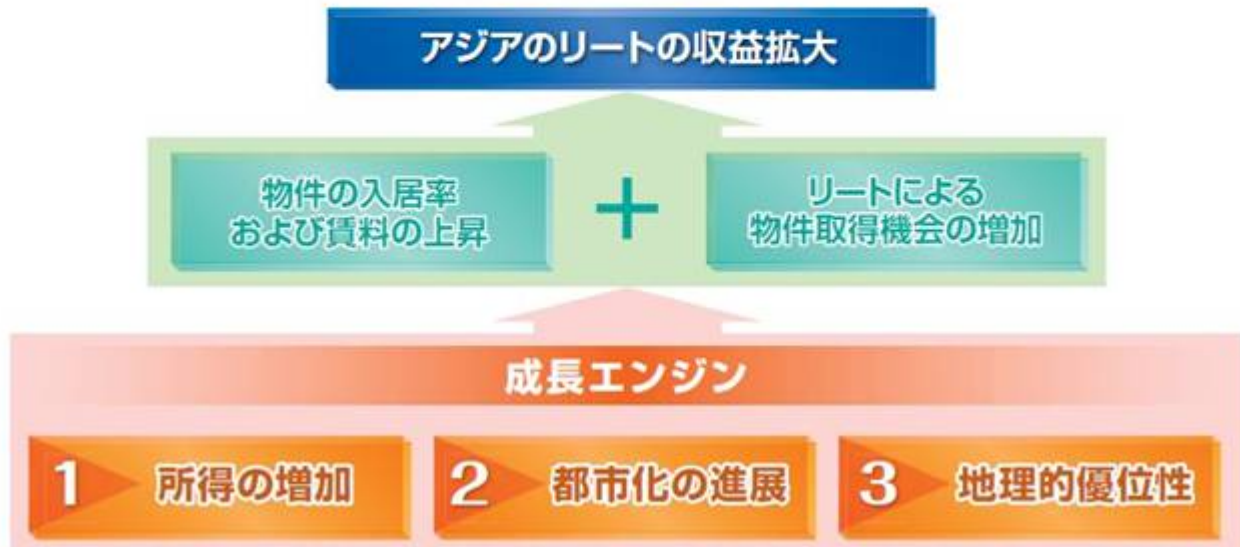 アジアのリートの収益拡大
物件の入居率
および賃料の上昇
+
リートによる
物件取得機会の増加
成長エンジン
1 所得の増加
2 都市化の進展
3 地理的優位性